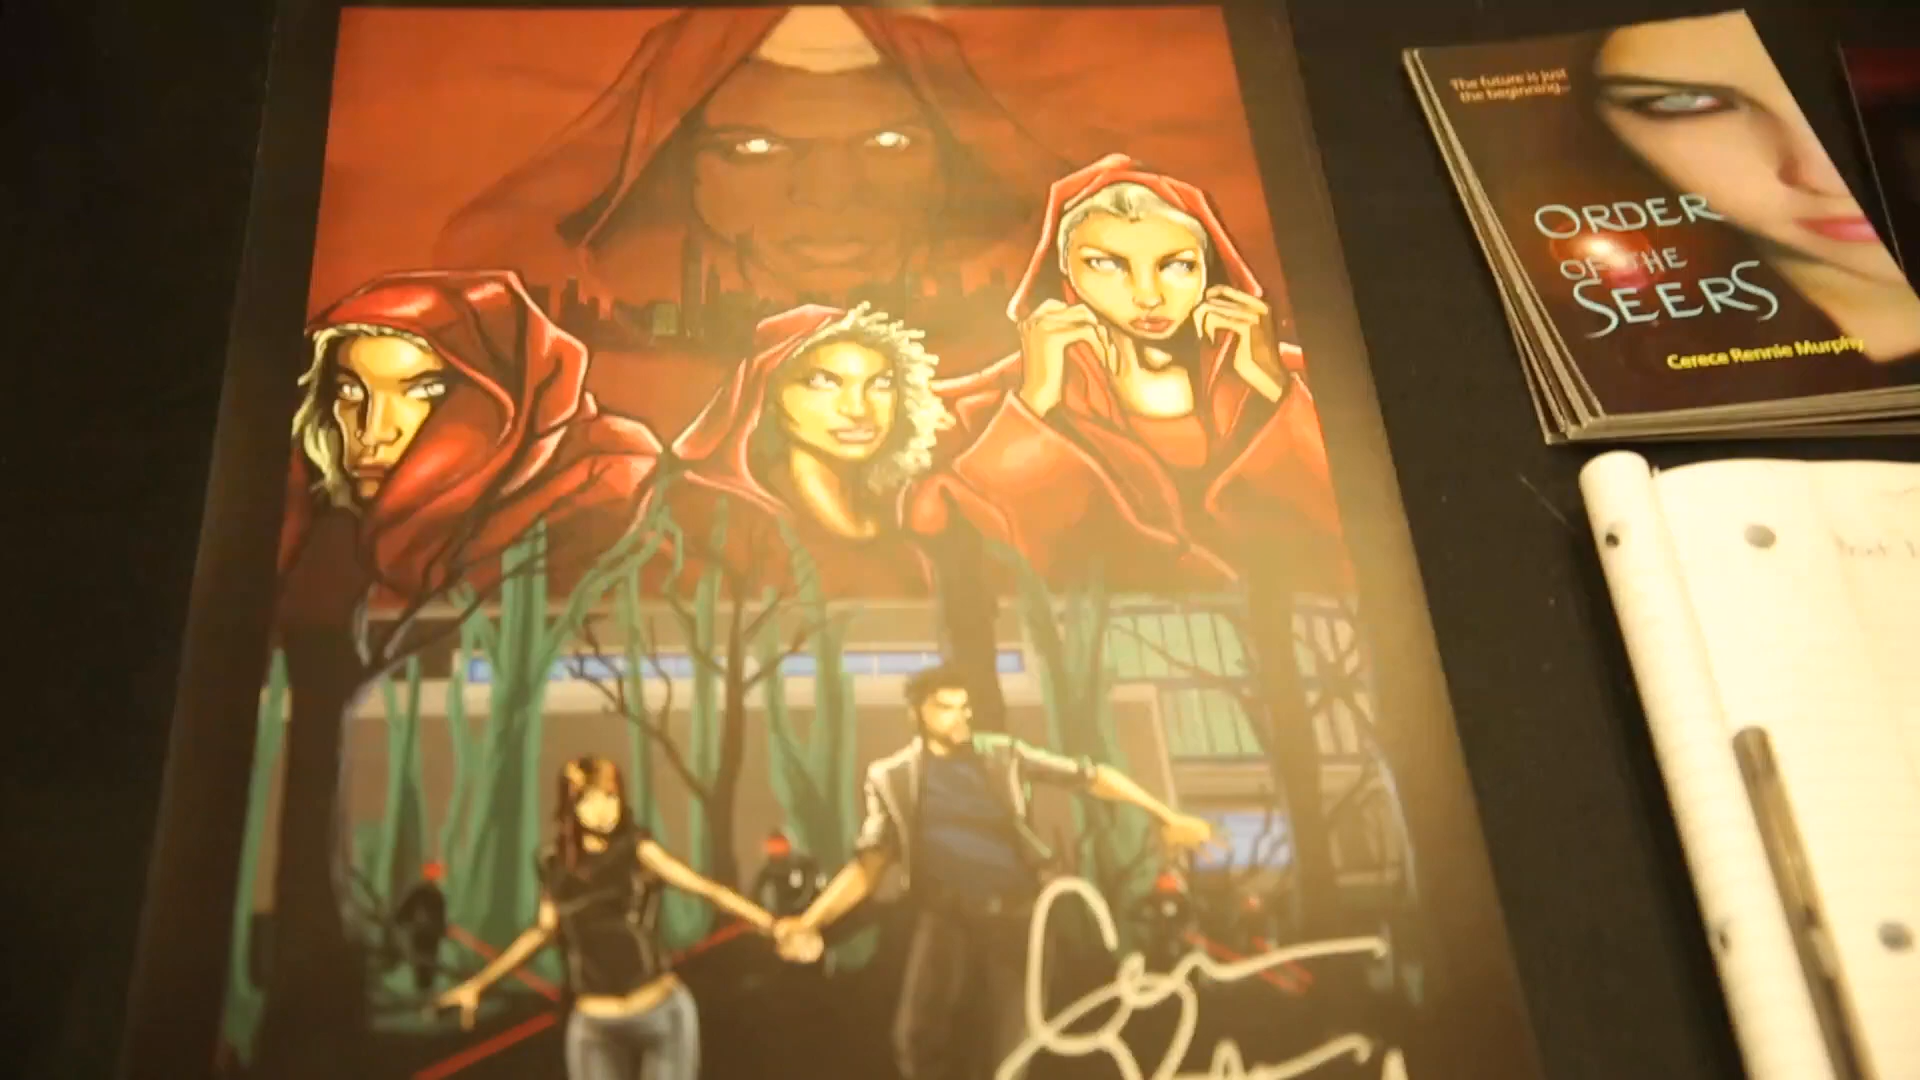 The future is just
the beginning...
ORDER
OF THE
SEERS
Cerece Rennie Murphy